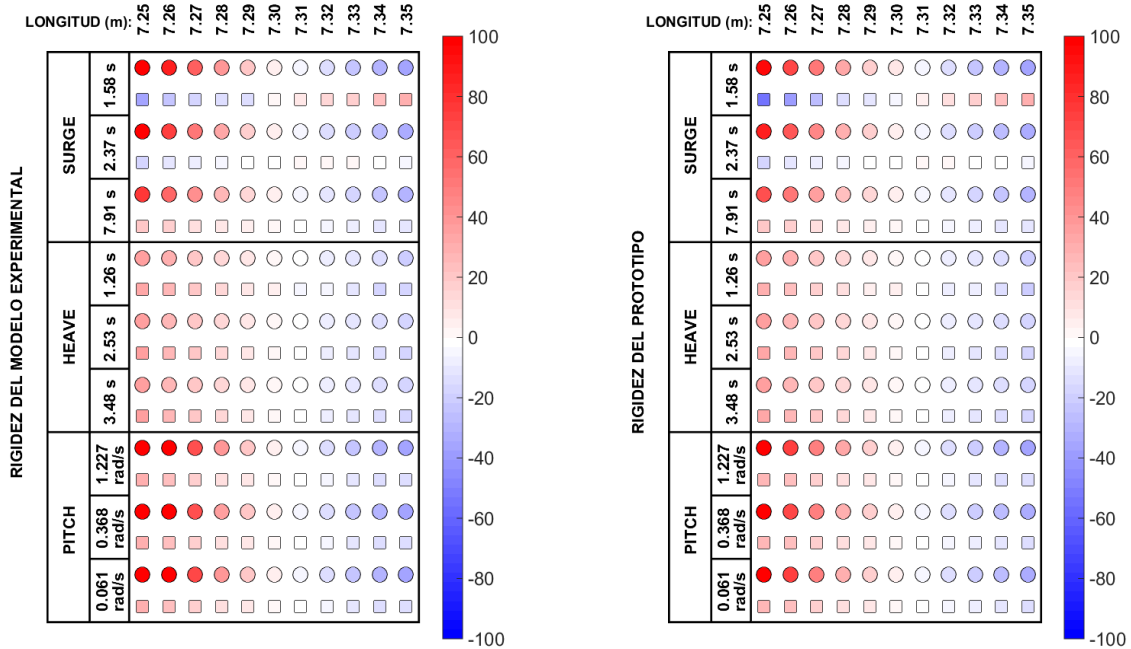 LONGITUD (m): 7.25 7.26 7.27 7.28 7.29 7.30 7.31 7.32 7.33 7.34 7.35
RIGIDEZ DEL MODELO EXPERIMENTAL
SURGE
1.58 s
2.37 s
7.91 s
HEAVE
1.26 s
2.53 s
3.48 s
PITCH
1.227
rad/s
0.368
rad/s
0.061
rad/s
100
80
60
40
20
0
-20
-40
-60
-80
-100
LONGITUD (m): 7.25 7.26 7.27 7.28 7.29 7.30 7.31 7.32 7.33 7.34 7.35
RIGIDEZ DEL PROTOTIPO
SURGE
1.58 s
2.37 s
7.91 s
HEAVE
1.26 s
2.53 s
3.48 s
PITCH
1.227
rad/s
0.368
rad/s
0.061
rad/s
100
80
60
40
20
0
-20
-40
-60
-80
-100